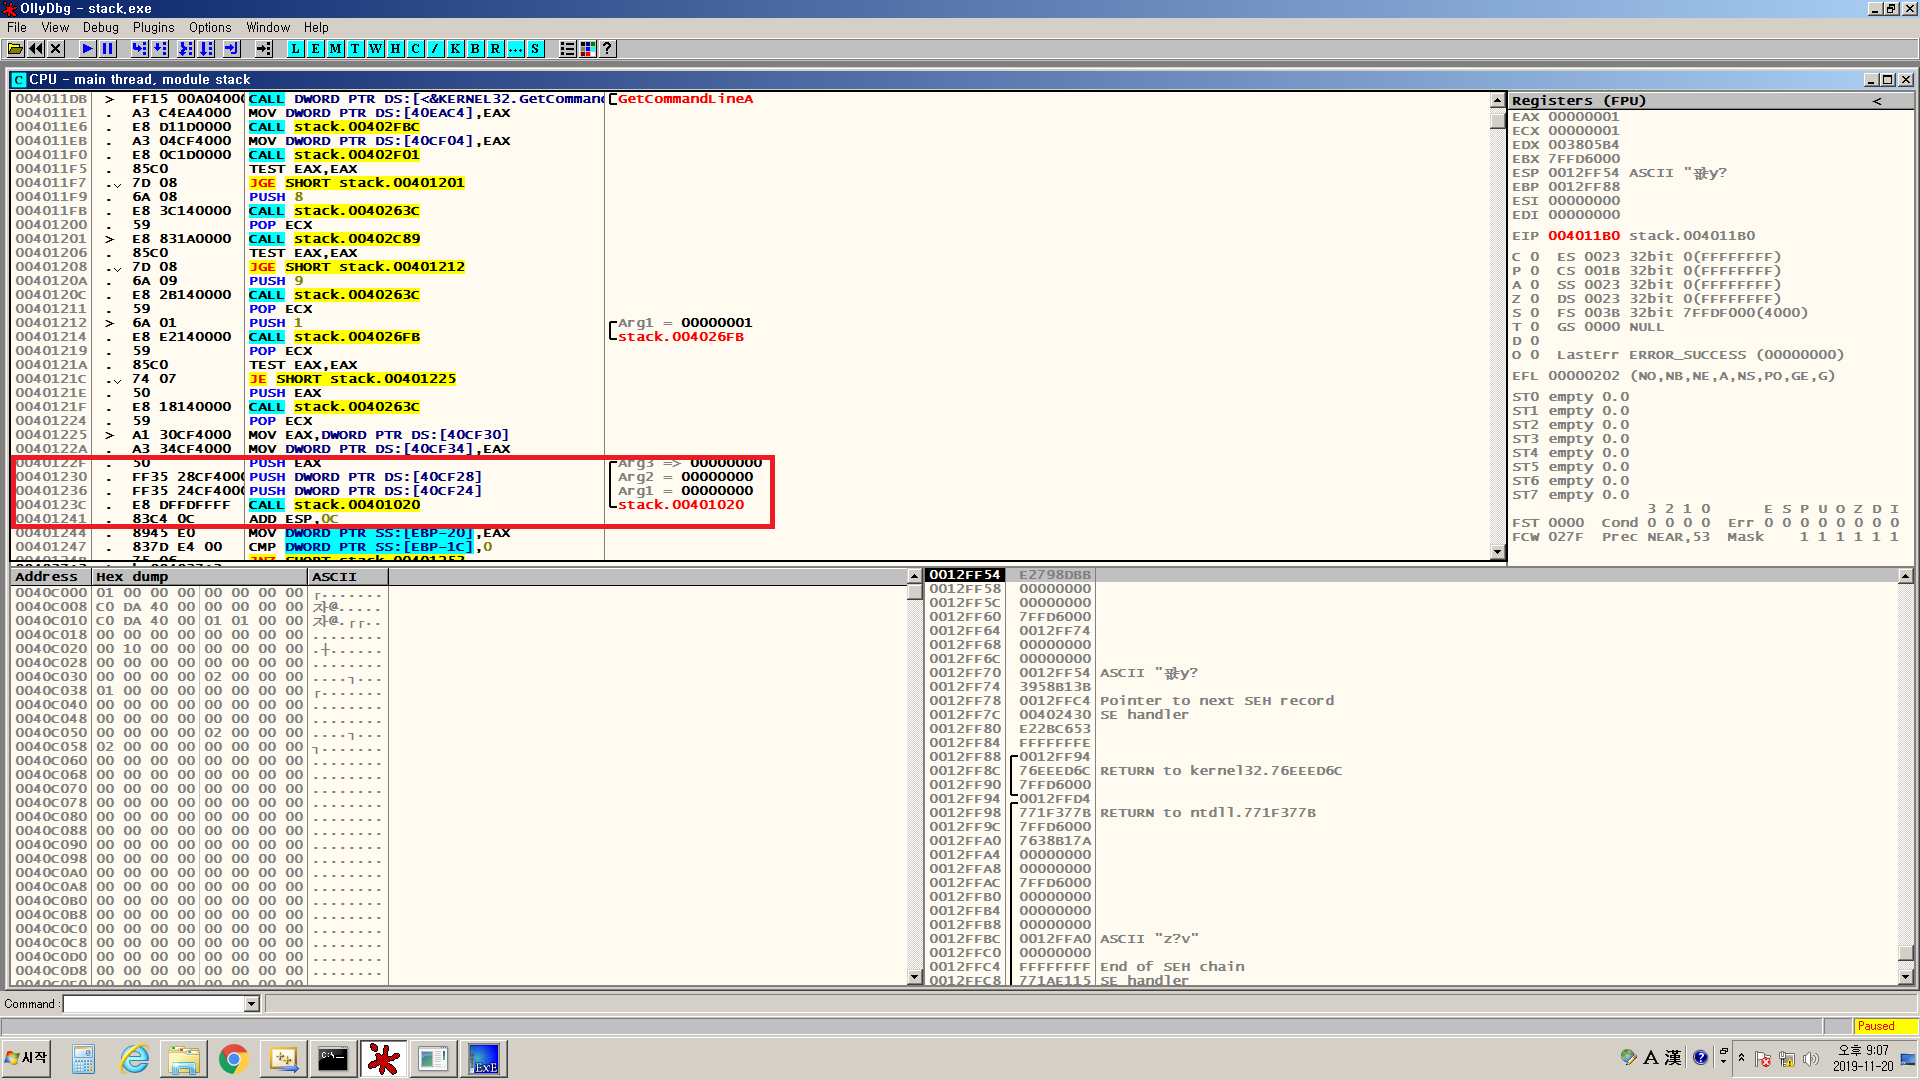 OllyDbg - stack.exe
File View Debug Plugins Options Window Help
L E M T W H C / K B R ... S ?
C CPU - main thread, module stack
004011DB > FF15 00A04000 CALL DWORD PTR DS:[<&KERNEL32.GetCommand GetCommandLineA
004011E1 . A3 C4EA4000 MOV DWORD PTR DS:[40EAC4],EAX
004011E6 . E8 D11D0000 CALL stack.00402FBC
004011EB . A3 04CF4000 MOV DWORD PTR DS:[40CF04],EAX
004011F0 . E8 0C1D0000 CALL stack.00402F01
004011F5 . 85C0 TEST EAX,EAX
004011F7 . 7D 08 JGE SHORT stack.00401201
004011F9 . 6A 08 PUSH 8
004011FB . E8 3C140000 CALL stack.0040263C
00401200 . 59 POP ECX
00401201 > E8 831A0000 CALL stack.00402C89
00401206 . 85C0 TEST EAX,EAX
00401208 . 7D 08 JGE SHORT stack.00401212
0040120A . 6A 09 PUSH 9
0040120C . E8 2B140000 CALL stack.0040263C
00401211 . 59 POP ECX
00401212 > 6A 01 PUSH 1 Arg1 = 00000001
00401214 . E8 E2140000 CALL stack.004026FB stack.004026FB
00401219 . 59 POP ECX
0040121A . 85C0 TEST EAX,EAX
0040121C . 74 07 JE SHORT stack.00401225
0040121E . 50 PUSH EAX
0040121F . E8 18140000 CALL stack.0040263C
00401224 . 59 POP ECX
00401225 > A1 30CF4000 MOV EAX,DWORD PTR DS:[40CF30]
0040122A . A3 34CF4000 MOV DWORD PTR DS:[40CF34],EAX
0040122F . 50 PUSH EAX Arg3 => 00000000
00401230 . FF35 28CF4000 PUSH DWORD PTR DS:[40CF28] Arg2 = 00000000
00401236 . FF35 24CF4000 PUSH DWORD PTR DS:[40CF24] Arg1 = 00000000
0040123C . E8 DFFDFFFF CALL stack.00401020 stack.00401020
00401241 . 83C4 0C ADD ESP,0C
00401244 . 8945 E0 MOV DWORD PTR SS:[EBP-20],EAX
00401247 . 837D E4 00 CMP DWORD PTR SS:[EBP-1C],0
Registers (FPU) <
EAX 00000001
ECX 00000001
EDX 003805B4
EBX 7FFD6000
ESP 0012FF54 ASCII "
EBP 0012FF88
ESI 00000000
EDI 00000000
EIP 004011B0 stack.004011B0
C 0 ES 0023 32bit 0(FFFFFFFF)
P 0 CS 001B 32bit 0(FFFFFFFF)
A 0 SS 0023 32bit 0(FFFFFFFF)
Z 0 DS 0023 32bit 0(FFFFFFFF)
S 0 FS 003B 32bit 7FFDF000(4000)
T 0 GS 0000 NULL
D 0
O 0 LastErr ERROR_SUCCESS (00000000)
EFL 00000202 (NO,NB,NE,A,NS,PO,GE,G)
ST0 empty 0.0
ST1 empty 0.0
ST2 empty 0.0
ST3 empty 0.0
ST4 empty 0.0
ST5 empty 0.0
ST6 empty 0.0
ST7 empty 0.0
3 2 1 0 E S P U O Z D I
FST 0000 Cond 0 0 0 0 Err 0 0 0 0 0 0 0 0
FCW 027F Prec NEAR,53 Mask 1 1 1 1 1 1
Address Hex dump ASCII
0040C000 01 00 00 00 00 00 00 00 ┌.......
0040C008 C0 DA 40 00 00 00 00 00 자@.....
0040C010 C0 DA 40 00 01 01 00 00 자@.┌┌..
0040C018 00 00 00 00 00 00 00 00 ........
0040C020 00 10 00 00 00 00 00 00 .┼......
0040C028 00 00 00 00 00 00 00 00 ........
0040C030 00 00 00 00 02 00 00 00 ....┐...
0040C038 01 00 00 00 00 00 00 00 ┌.......
0040C040 00 00 00 00 00 00 00 00 ........
0040C048 00 00 00 00 00 00 00 00 ........
0040C050 00 00 00 00 02 00 00 00 ....┐...
0040C058 02 00 00 00 00 00 00 00 ┐.......
0040C060 00 00 00 00 00 00 00 00 ........
0040C068 00 00 00 00 00 00 00 00 ........
0040C070 00 00 00 00 00 00 00 00 ........
0040C078 00 00 00 00 00 00 00 00 ........
0040C080 00 00 00 00 00 00 00 00 ........
0040C088 00 00 00 00 00 00 00 00 ........
0040C090 00 00 00 00 00 00 00 00 ........
0040C098 00 00 00 00 00 00 00 00 ........
0040C0A0 00 00 00 00 00 00 00 00 ........
0040C0A8 00 00 00 00 00 00 00 00 ........
0040C0B0 00 00 00 00 00 00 00 00 ........
0040C0B8 00 00 00 00 00 00 00 00 ........
0040C0C0 00 00 00 00 00 00 00 00 ........
0040C0C8 00 00 00 00 00 00 00 00 ........
0040C0D0 00 00 00 00 00 00 00 00 ........
0040C0D8 00 00 00 00 00 00 00 00 ........
0012FF54 E2798DBB
0012FF58 00000000
0012FF5C 00000000
0012FF60 7FFD6000
0012FF64 0012FF74
0012FF68 00000000
0012FF6C 00000000
0012FF70 0012FF54 ASCII "
0012FF74 3958B13B
0012FF78 0012FFC4 Pointer to next SEH record
0012FF7C 00402430 SE handler
0012FF80 E22BC653
0012FF84 FFFFFFFE
0012FF88 0012FF94
0012FF8C 76EEED6C RETURN to kernel32.76EEED6C
0012FF90 7FFD6000
0012FF94 0012FFD4
0012FF98 771F377B RETURN to ntdll.771F377B
0012FF9C 7FFD6000
0012FFA0 7638B17A
0012FFA4 00000000
0012FFA8 00000000
0012FFAC 7FFD6000
0012FFB0 00000000
0012FFB4 00000000
0012FFB8 00000000
0012FFBC 0012FFA0 ASCII "z?v"
0012FFC0 00000000
0012FFC4 FFFFFFFF End of SEH chain
0012FFC8 771AE115 SE handler
Command :
Paused
시작
C:\
ExE
A 漢 ?
오후 9:07
2019-11-20